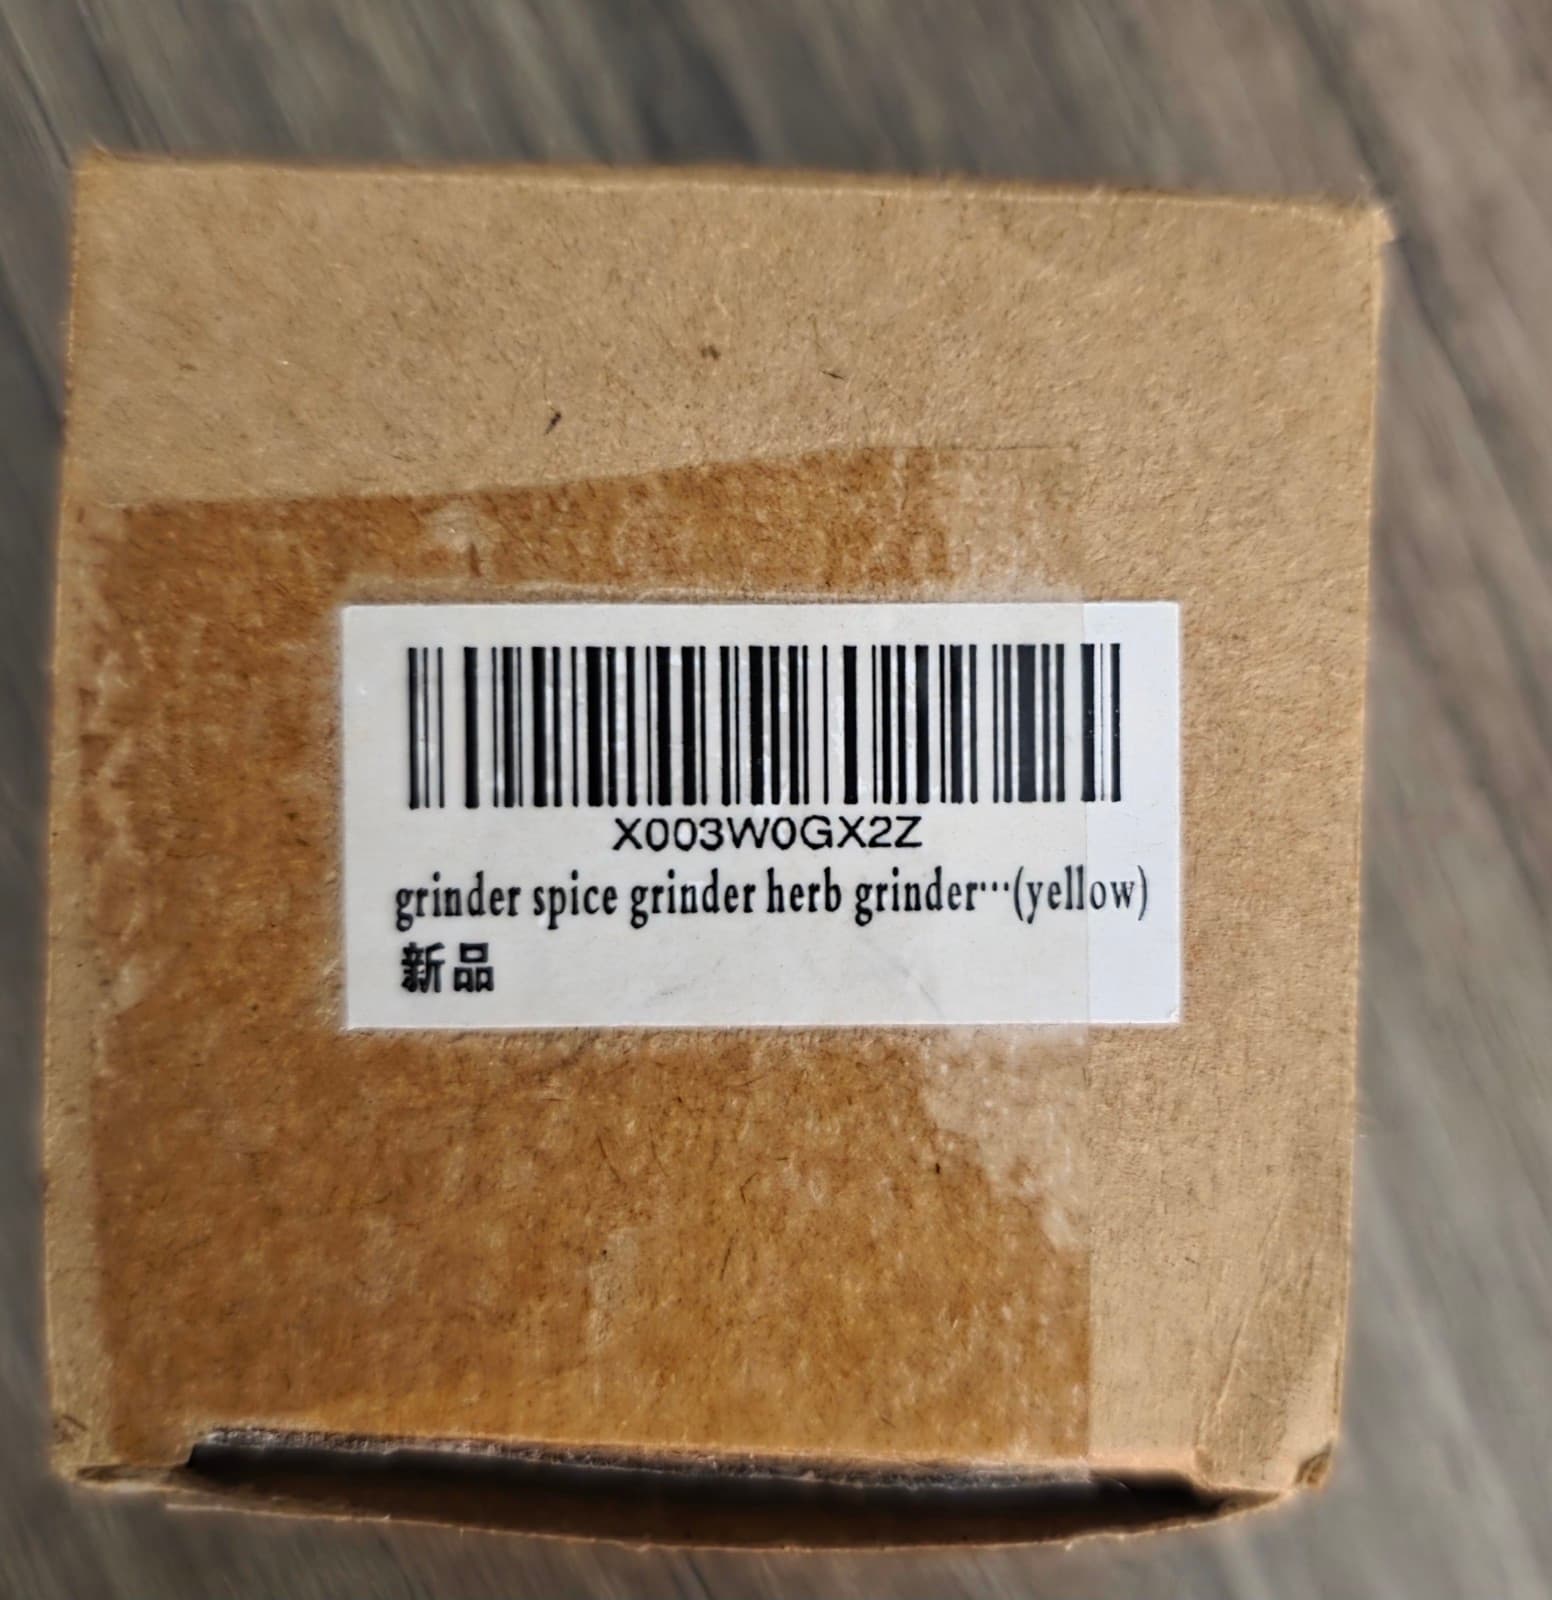 X003W0GX2Z
grinder spice grinder herb grinder…(yellow)
新品